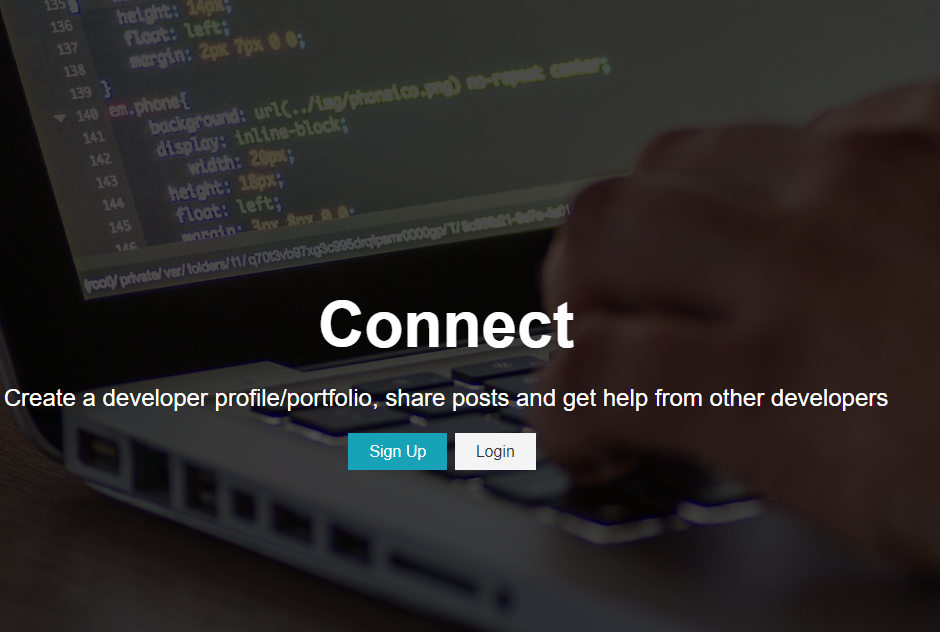 135
136 height: 14px;
137 float: left;
138 margin: 2px 7px 0 0;
139 }
140 em.phone{
141 background: url(../img/phoneico.png) no-repeat center;
142 display: inline-block;
143 width: 20px;
144 height: 18px;
145 float: left;
146 margin: 3px 8px 0 0;
(root)/ private/ var/ folders/
Connect
Create a developer profile/portfolio, share posts and get help from other developers
Sign Up Login